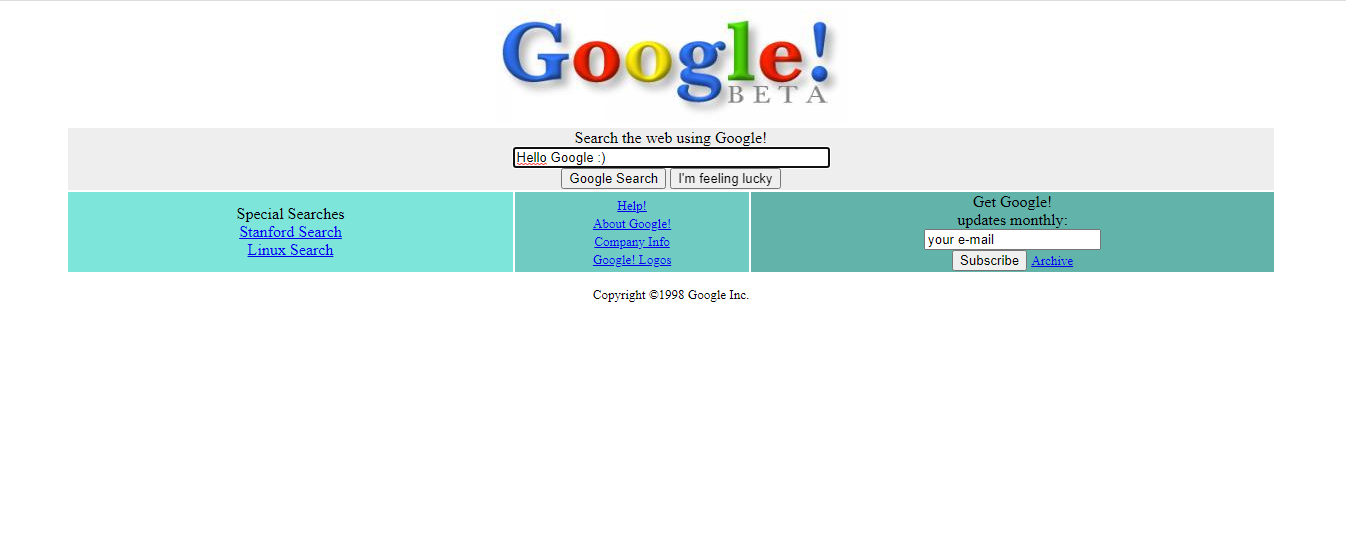 Google!
BETA
Search the web using Google!
Hello Google :)
Google Search I'm feeling lucky
Special Searches
Stanford Search
Linux Search
Help!
About Google!
Company Info
Google! Logos
Get Google!
updates monthly:
your e-mail
Subscribe Archive
Copyright ©1998 Google Inc.